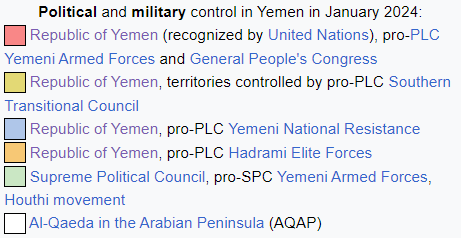 Political and military control in Yemen in January 2024:
Republic of Yemen (recognized by United Nations), pro-PLC
Yemeni Armed Forces and General People's Congress
Republic of Yemen, territories controlled by pro-PLC Southern
Transitional Council
Republic of Yemen, pro-PLC Yemeni National Resistance
Republic of Yemen, pro-PLC Hadrami Elite Forces
Supreme Political Council, pro-SPC Yemeni Armed Forces,
Houthi movement
Al-Qaeda in the Arabian Peninsula (AQAP)